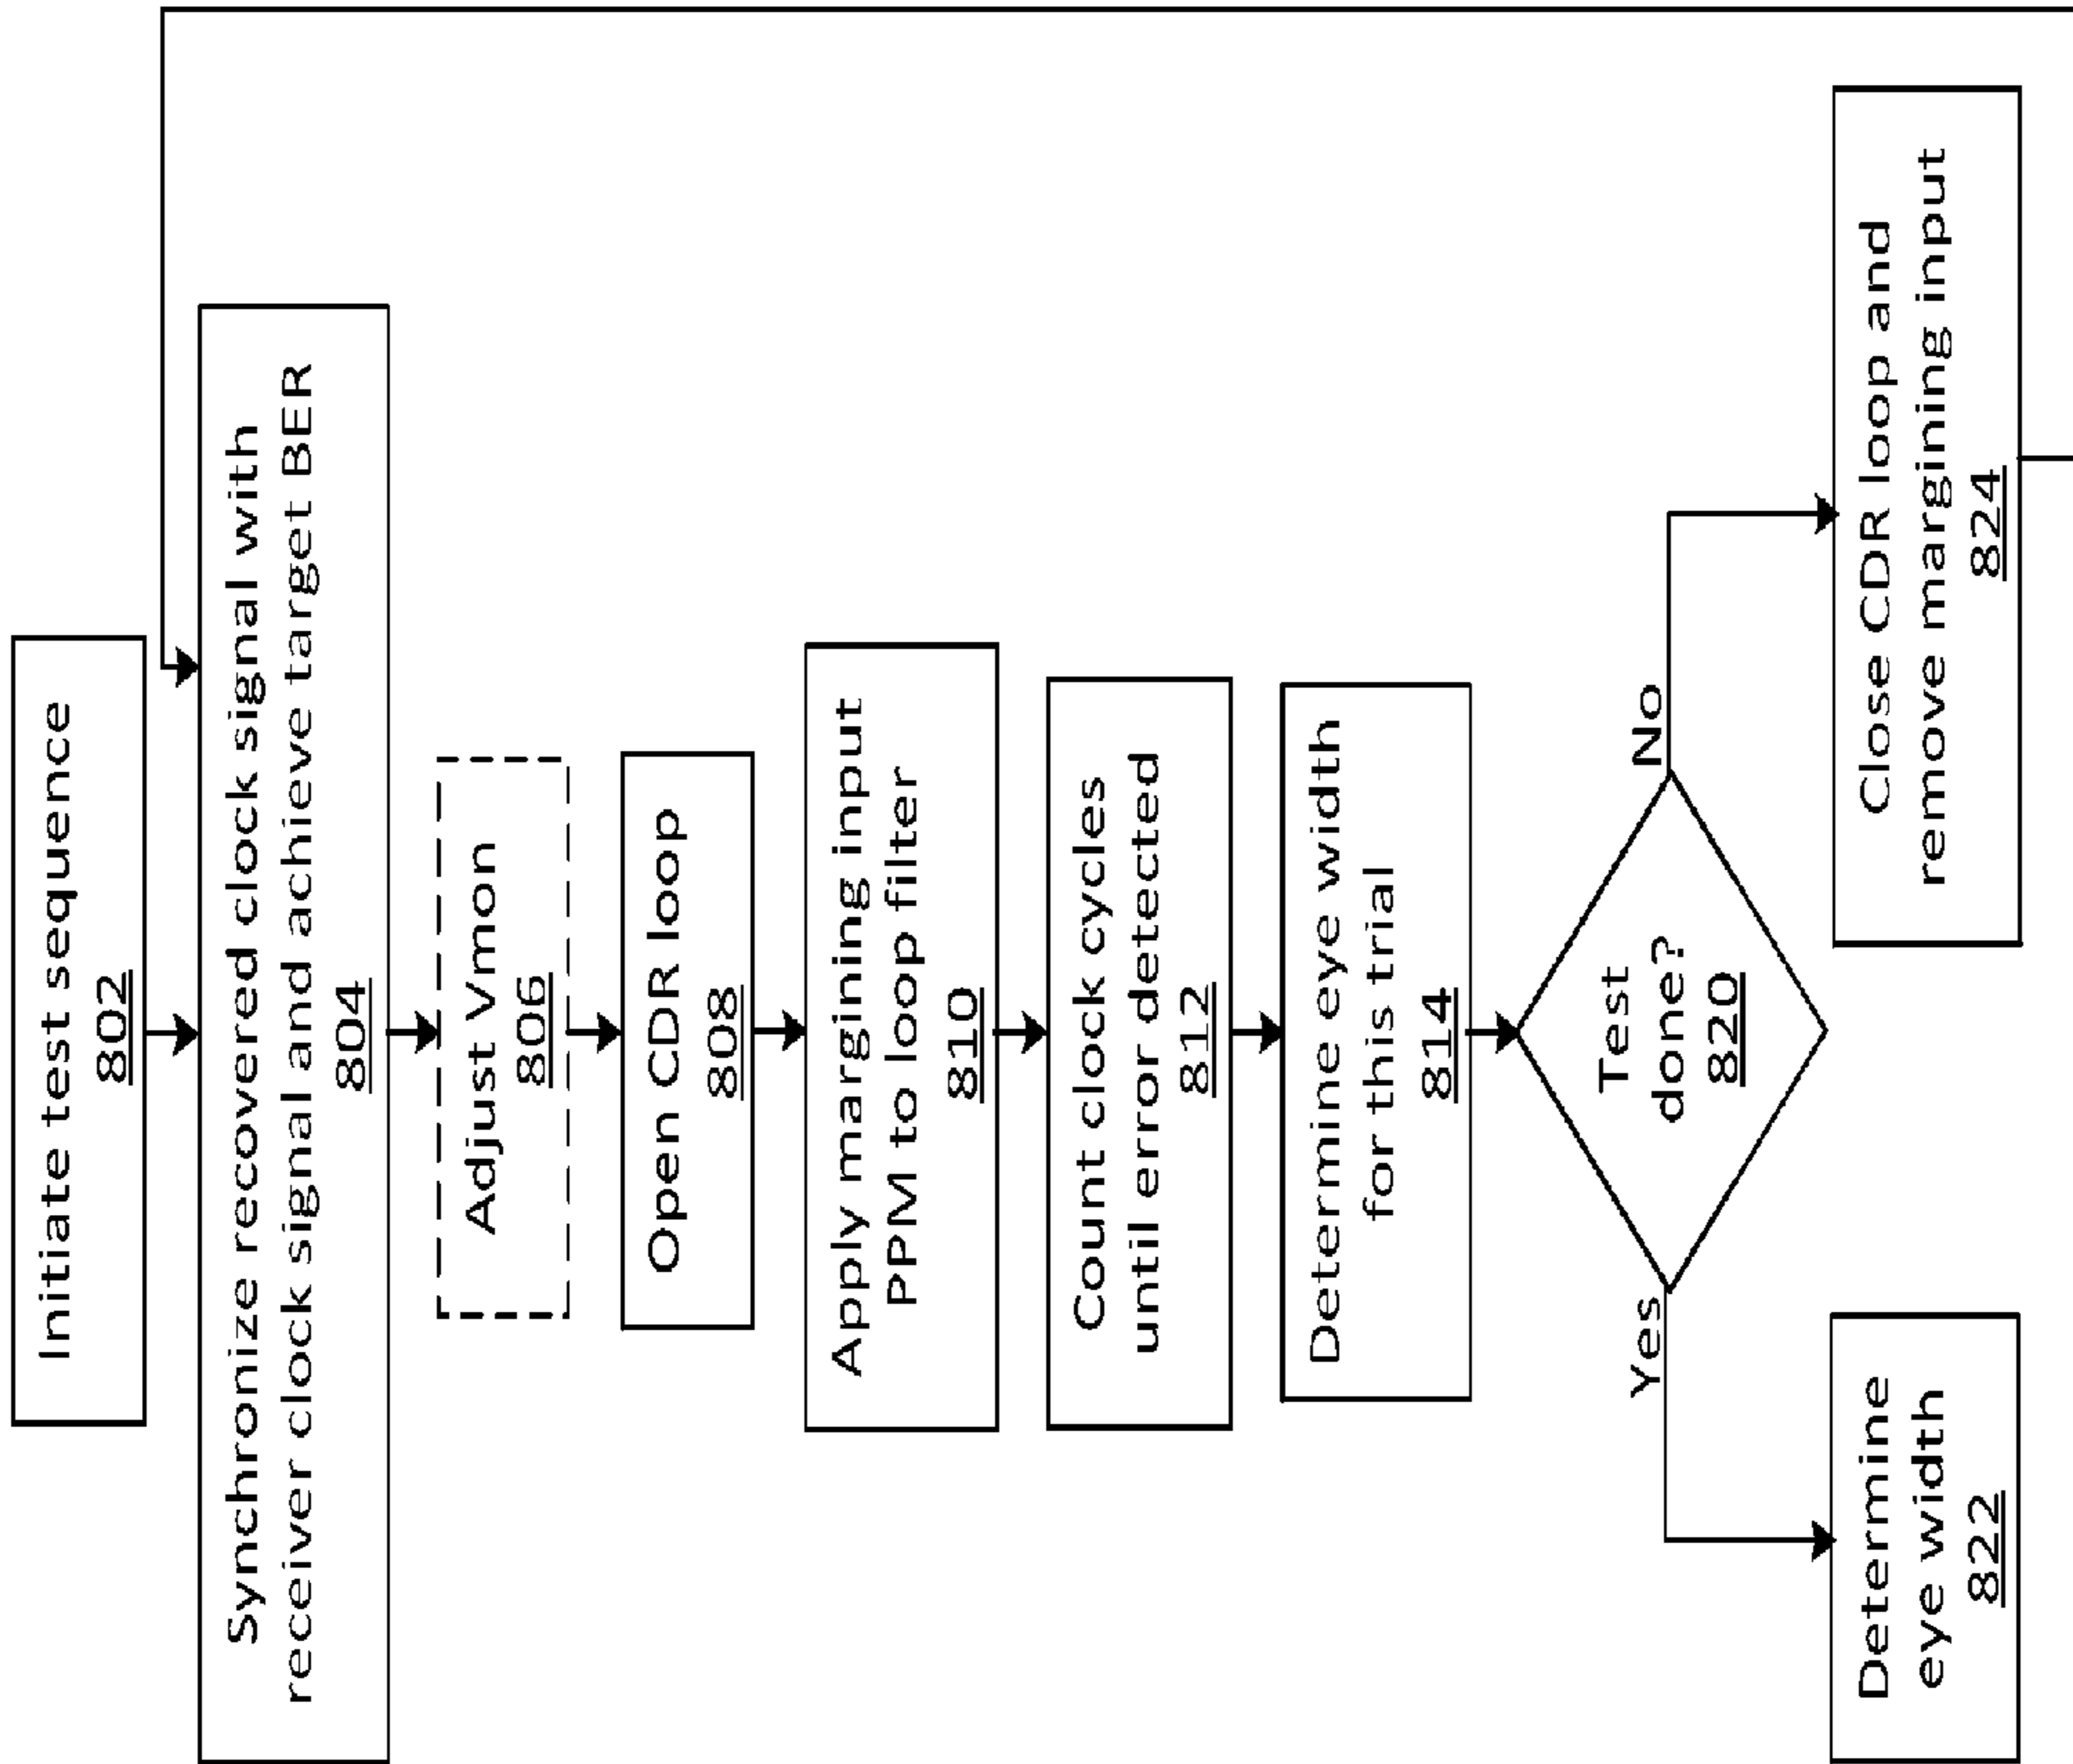 Initiate test sequence
802
Synchronize recovered clock signal with
receiver clock signal and achieve target BER
804
Adjust Vmon
806
Open CDR loop
808
Apply margining input
PPM to loop filter
810
Count clock cycles
until error detected
812
Determine eye width
for this trial
814
Test
done?
820
Yes
No
Determine
eye width
822
Close CDR loop and
remove margining input
824